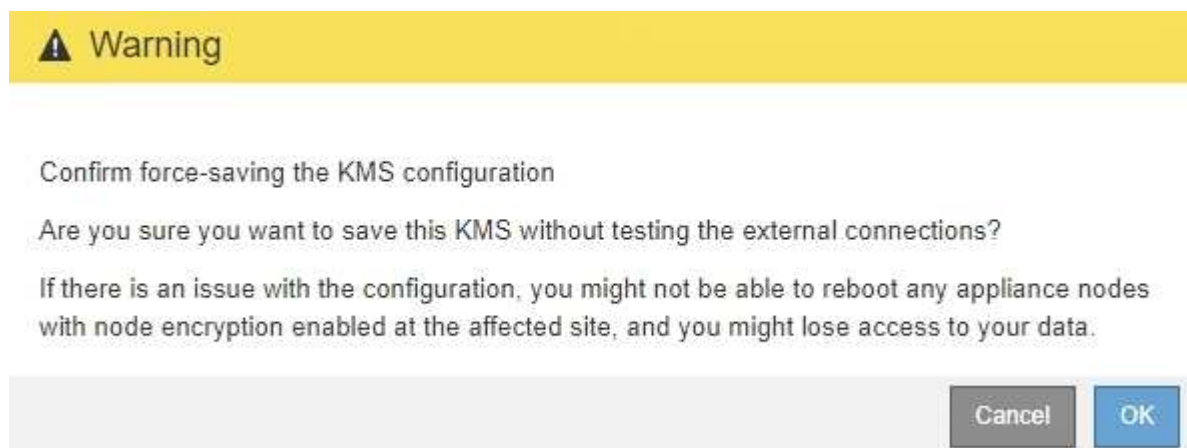 Warning
Confirm force-saving the KMS configuration
Are you sure you want to save this KMS without testing the external connections?
If there is an issue with the configuration, you might not be able to reboot any appliance nodes
with node encryption enabled at the affected site, and you might lose access to your data.
Cancel
OK